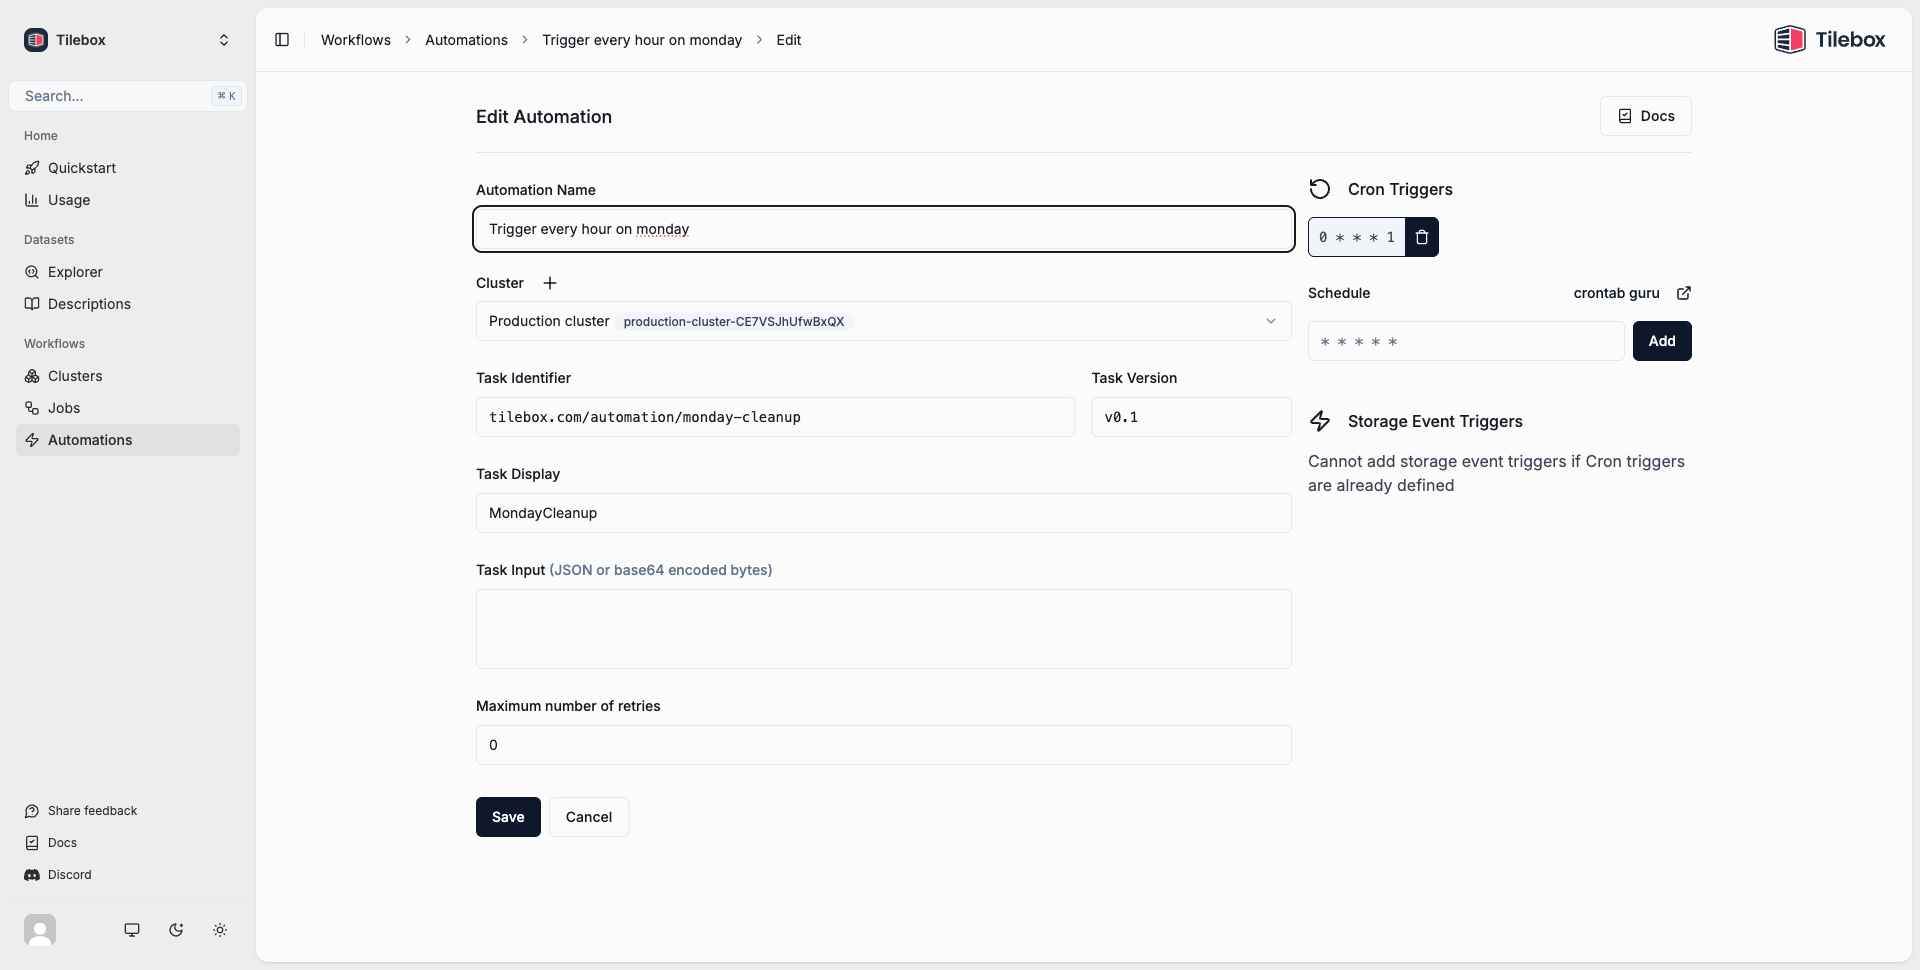 Tilebox
Search...
⌘ K
Home
Quickstart
Usage
Datasets
Explorer
Descriptions
Workflows
Clusters
Jobs
Automations
Share feedback
Docs
Discord
Workflows > Automations > Trigger every hour on monday > Edit
Tilebox
Edit Automation
Docs
Automation Name
Trigger every hour on monday
Cluster +
Production cluster production-cluster-CE7VSJhUfwBxQX
Task Identifier
tilebox.com/automation/monday-cleanup
Task Version
v0.1
Task Display
MondayCleanup
Task Input (JSON or base64 encoded bytes)
Maximum number of retries
0
Save
Cancel
Cron Triggers
0 * * * 1
Schedule
crontab guru
* * * * *
Add
Storage Event Triggers
Cannot add storage event triggers if Cron triggers
are already defined